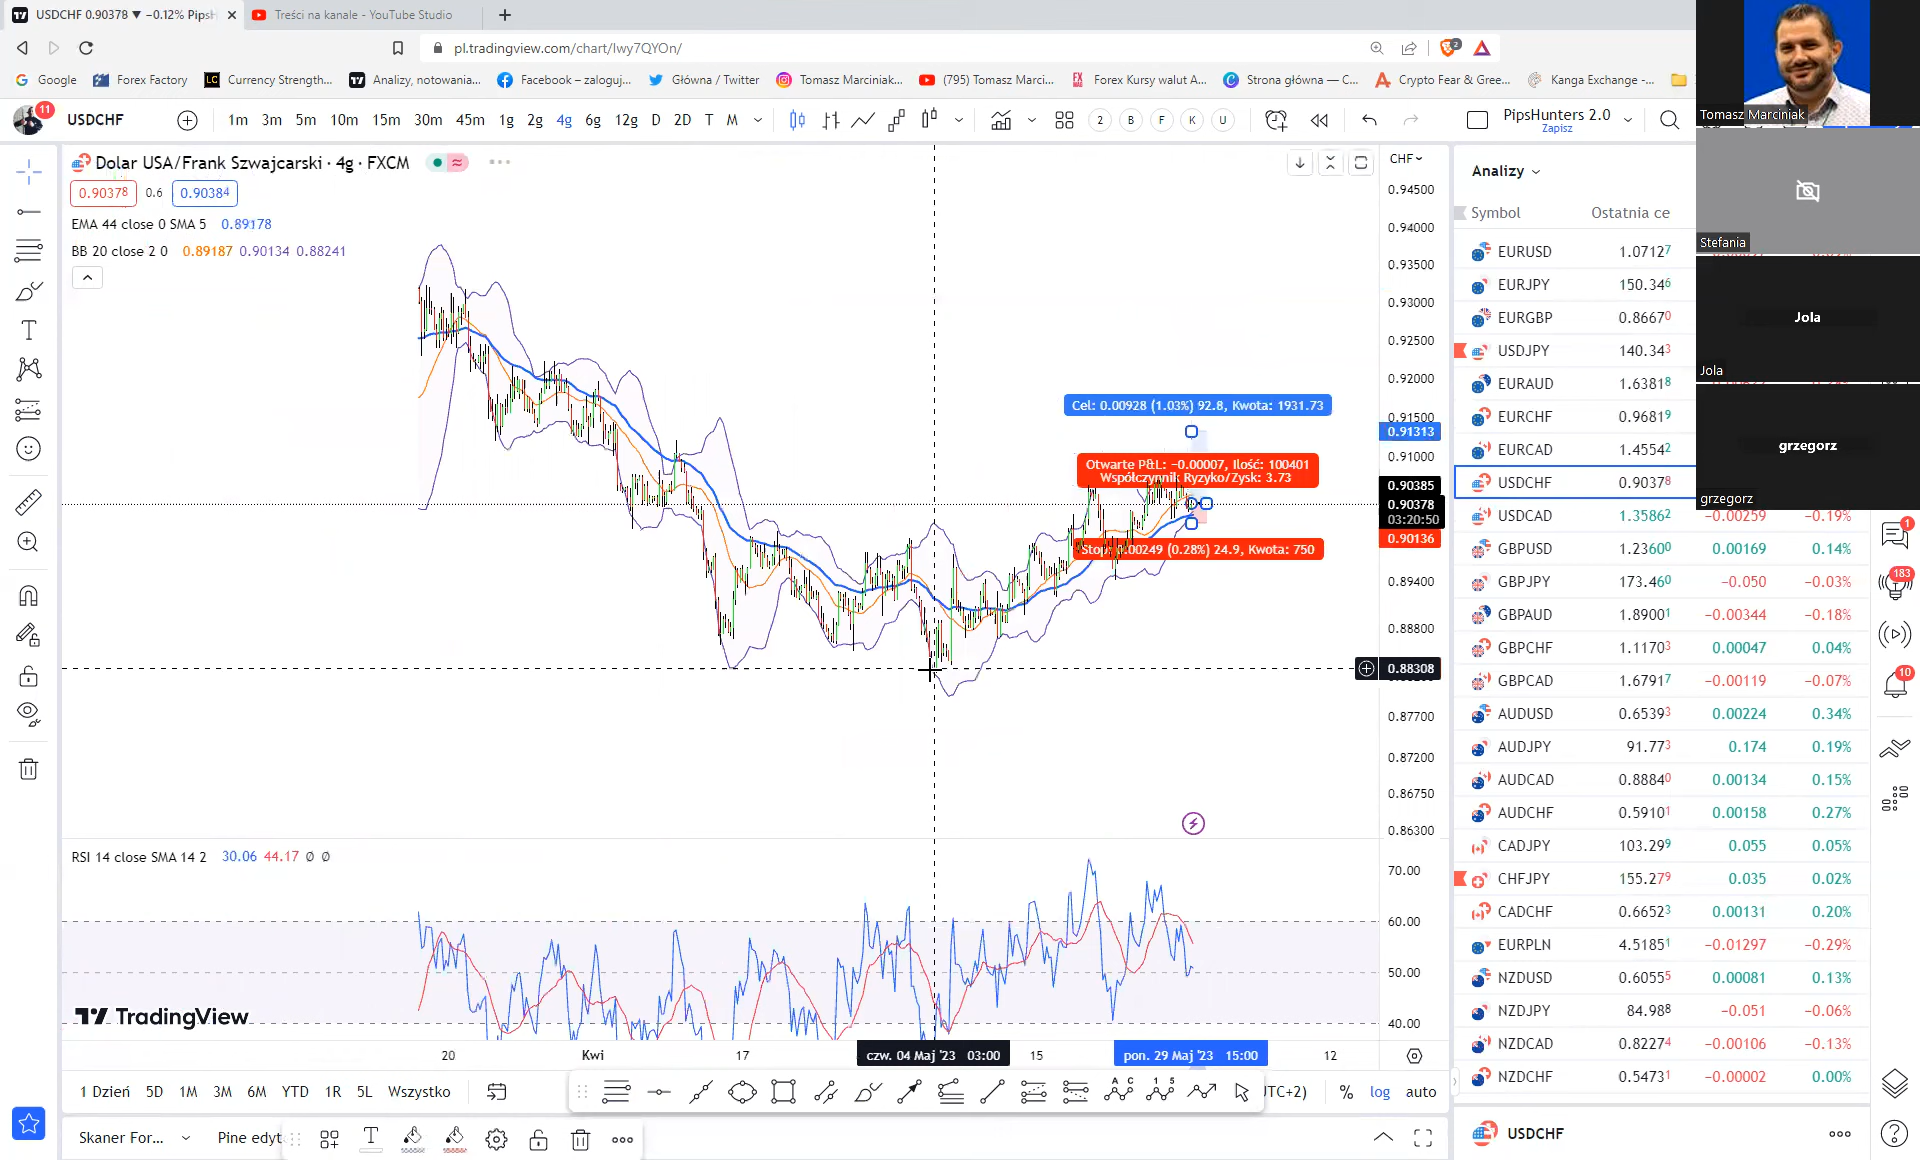 USDCHF 0.90378 ▼ −0.12% PipsH
Treści na kanale - YouTube Studio
pl.tradingview.com/chart/Iwy7QYOn/
2
Google
Forex Factory
Currency Strength...
Analizy, notowania...
Facebook – zaloguj...
Główna / Twitter
Tomasz Marciniak...
(795) Tomasz Marci...
Forex Kursy walut A...
Strona główna — C...
Crypto Fear & Gree...
Kanga Exchange -...
11
USDCHF
1m 3m 5m 10m 15m 30m 45m 1g 2g 4g 6g 12g D 2D T M
2 B F K U
PipsHunters 2.0
Zapisz
Tomasz Marciniak
Stefania
Jola
Jola
grzegorz
grzegorz
Dolar USA/Frank Szwajcarski · 4g · FXCM
0.90378 0.6 0.90384
EMA 44 close 0 SMA 5 0.89178
BB 20 close 2 0 0.89187 0.90134 0.88241
CHF
0.94500
0.94000
0.93500
0.93000
0.92500
0.92000
0.91500
0.91313
0.91000
0.90385
0.90378
03:20:50
0.90136
0.89400
0.88800
0.88308
0.87700
0.87200
0.86750
0.86300
Cel: 0.00928 (1.03%) 92.8, Kwota: 1931.73
Otwarte P&L: −0.00007, Ilość: 100401
Współczynnik Ryzyko/Zysk: 3.73
Stop: 0.00249 (0.28%) 24.9, Kwota: 750
RSI 14 close SMA 14 2 30.06 44.17 Ø Ø
70.00
60.00
50.00
40.00
TradingView
20 Kwi 17 czw. 04 Maj '23 03:00 15 pon. 29 Maj '23 15:00 12
1 Dzień 5D 1M 3M 6M YTD 1R 5L Wszystko
UTC+2) % log auto
Skaner For...
Pine edyt
Analizy
Symbol Ostatnia ce
EURUSD 1.07127
EURJPY 150.346
EURGBP 0.86670
USDJPY 140.343
EURAUD 1.63818
EURCHF 0.96819
EURCAD 1.45542
USDCHF 0.90378
USDCAD 1.35862 −0.00259 −0.19%
GBPUSD 1.23600 0.00169 0.14%
GBPJPY 173.460 −0.050 −0.03%
GBPAUD 1.89001 −0.00344 −0.18%
GBPCHF 1.11703 0.00047 0.04%
GBPCAD 1.67917 −0.00119 −0.07%
AUDUSD 0.65393 0.00224 0.34%
AUDJPY 91.773 0.174 0.19%
AUDCAD 0.88840 0.00134 0.15%
AUDCHF 0.59101 0.00158 0.27%
CADJPY 103.299 0.055 0.05%
CHFJPY 155.279 0.035 0.02%
CADCHF 0.66523 0.00131 0.20%
EURPLN 4.51851 −0.01297 −0.29%
NZDUSD 0.60555 0.00081 0.13%
NZDJPY 84.988 −0.051 −0.06%
NZDCAD 0.82274 −0.00106 −0.13%
NZDCHF 0.54731 −0.00002 0.00%
USDCHF
1
183
10